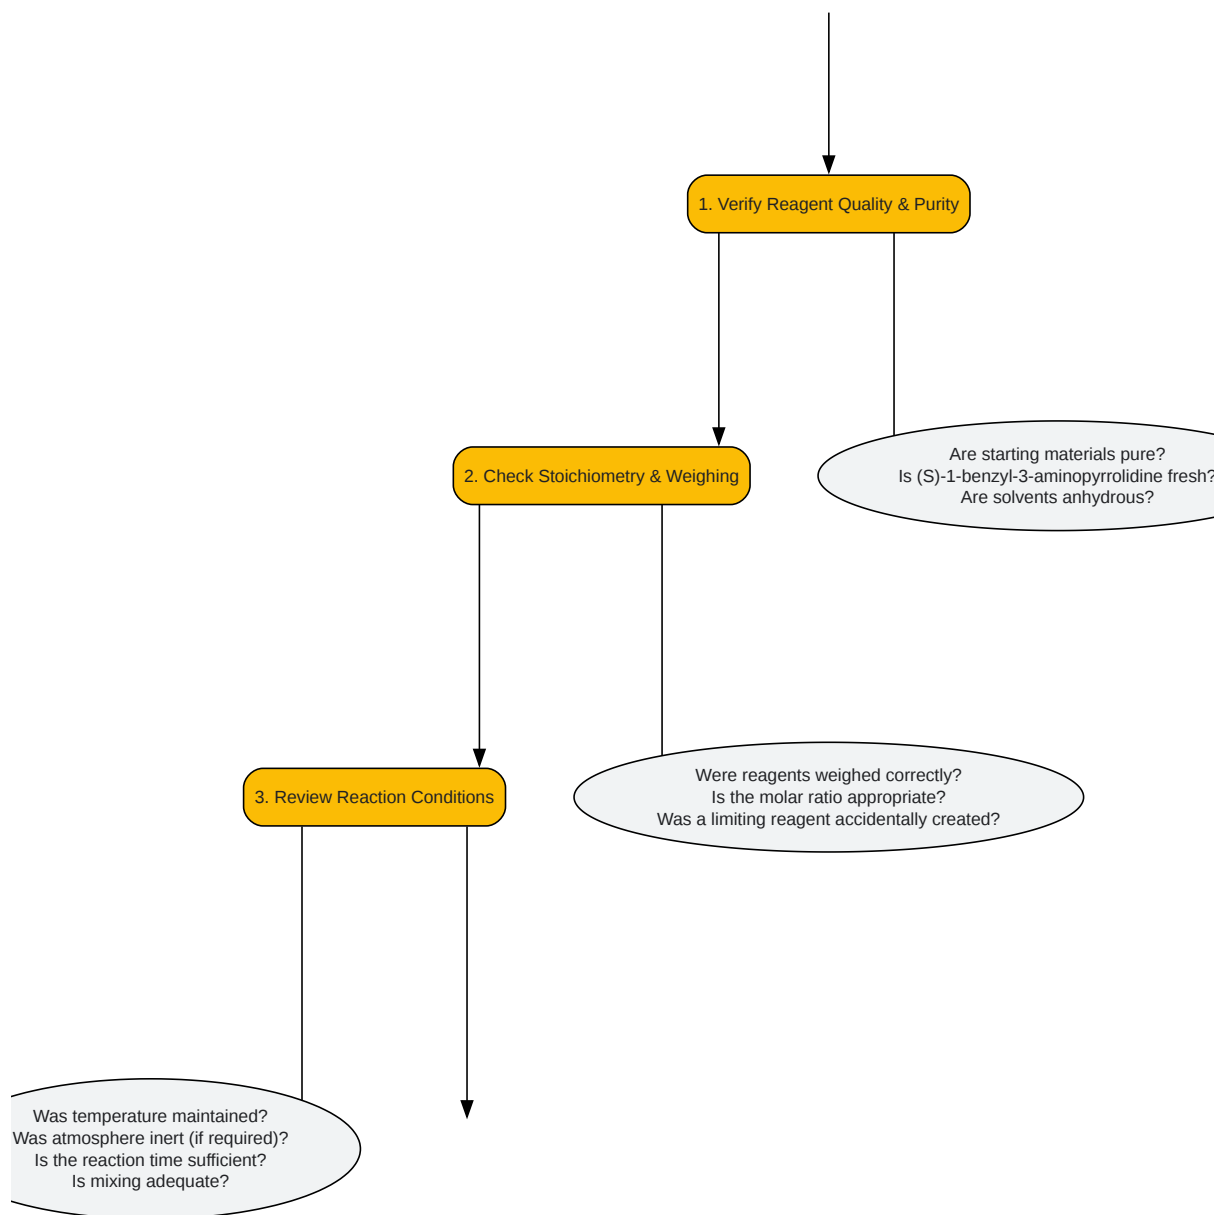 1. Verify Reagent Quality & Purity
Are starting materials pure?
Is (S)-1-benzyl-3-aminopyrrolidine fresh?
Are solvents anhydrous?
2. Check Stoichiometry & Weighing
Were reagents weighed correctly?
Is the molar ratio appropriate?
Was a limiting reagent accidentally created?
3. Review Reaction Conditions
Was temperature maintained?
Was atmosphere inert (if required)?
Is the reaction time sufficient?
Is mixing adequate?